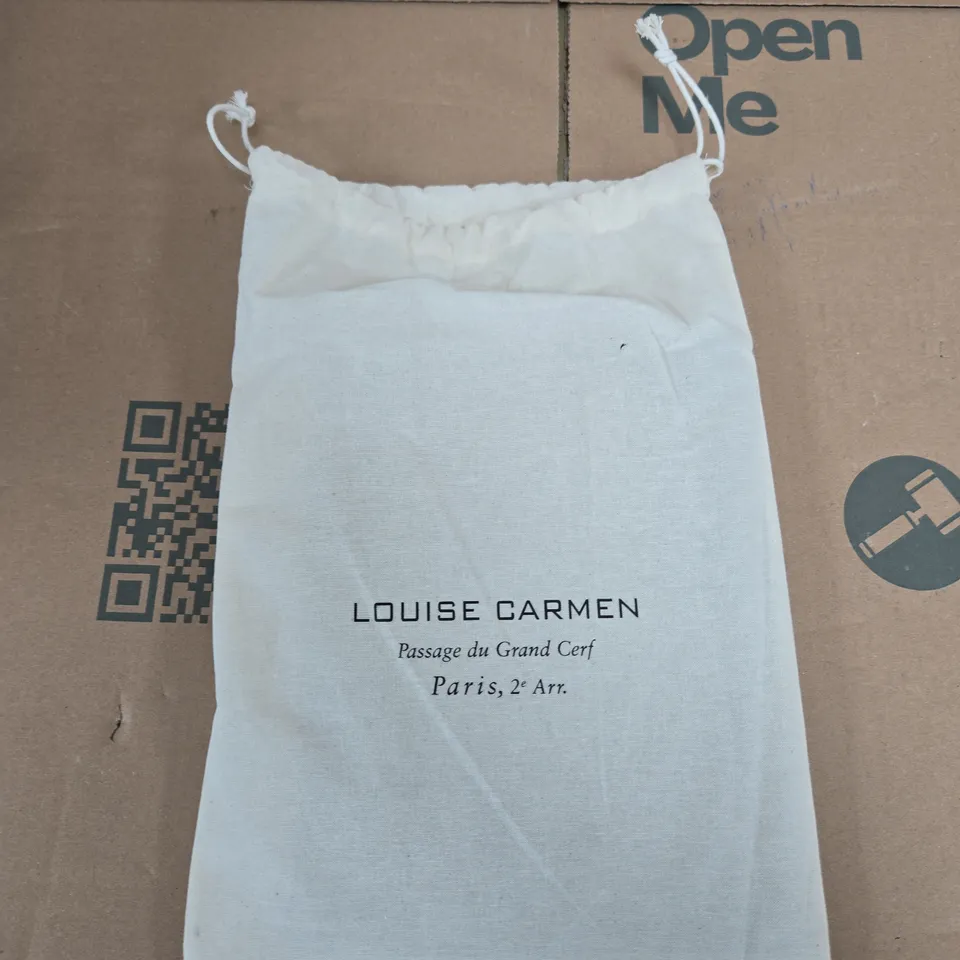 Open
Me
LOUISE CARMEN
Passage du Grand Cerf
Paris, 2e Arr.